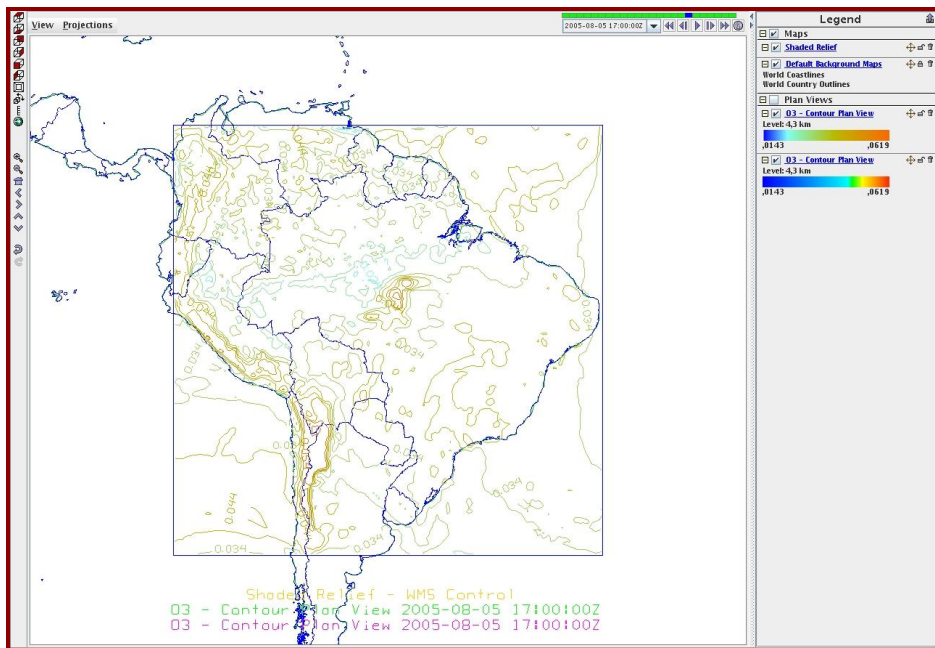 View Projections
2005-08-05 17:00:00Z
Legend
Maps
Shaded Relief
Default Background Maps
World Coastlines
World Country Outlines
Plan Views
O3 - Contour Plan View
Level: 4,3 km
,0143 ,0619
O3 - Contour Plan View
Level: 4,3 km
,0143 ,0619
0.044
0.034
0.034
0.034
0.034
0.044
0.034
0.034
Shaded Relief - WMS Control
O3 - Contour Plan View 2005-08-05 17:00:00Z
O3 - Contour Plan View 2005-08-05 17:00:00Z